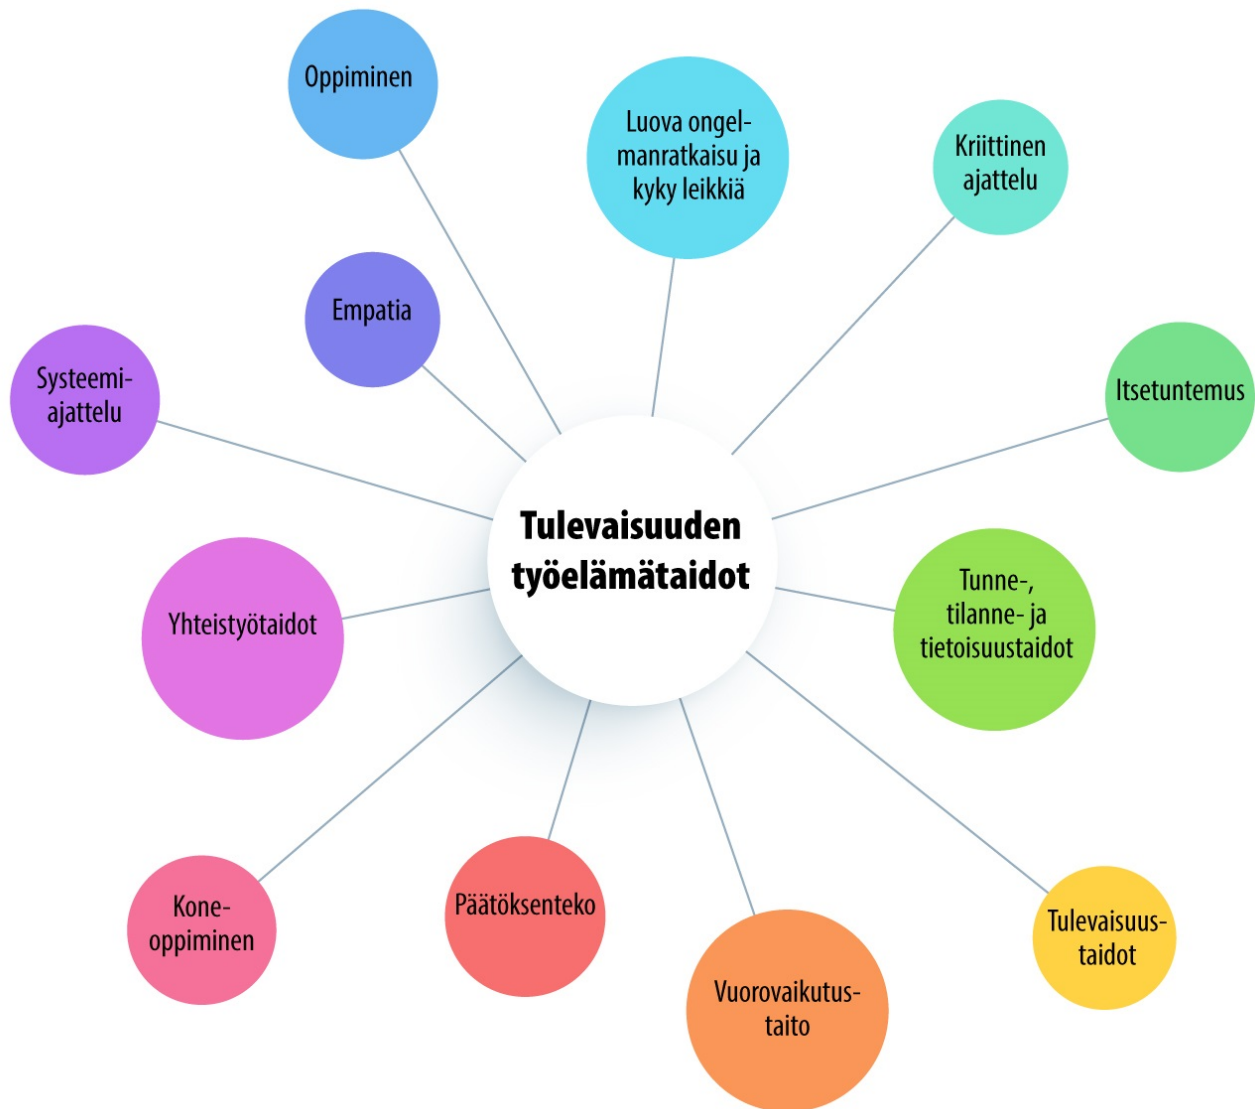 Oppiminen
Luova ongel-
manratkaisu ja
kyky leikkiä
Kriittinen
ajattelu
Empatia
Systeemi-
ajattelu
Itsetuntemus
Tulevaisuuden
työelämätaidot
Yhteistyötaidot
Tunne-,
tilanne- ja
tietoisuustaidot
Kone-
oppiminen
Päätöksenteko
Vuorovaikutus-
taito
Tulevaisuus-
taidot